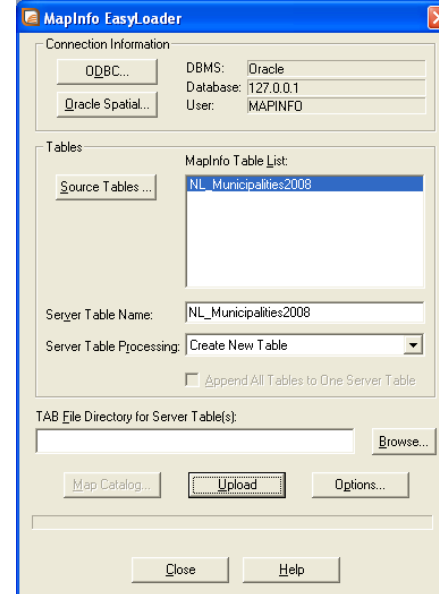 MapInfo EasyLoader
Connection Information
ODBC...
DBMS: Oracle
Database: 127.0.0.1
Oracle Spatial...
User: MAPINFO
Tables
MapInfo Table List:
Source Tables ...
NL_Municipalities2008
Server Table Name: NL_Municipalities2008
Server Table Processing: Create New Table
Append All Tables to One Server Table
TAB File Directory for Server Table(s):
Browse...
Map Catalog... Upload Options...
Close Help